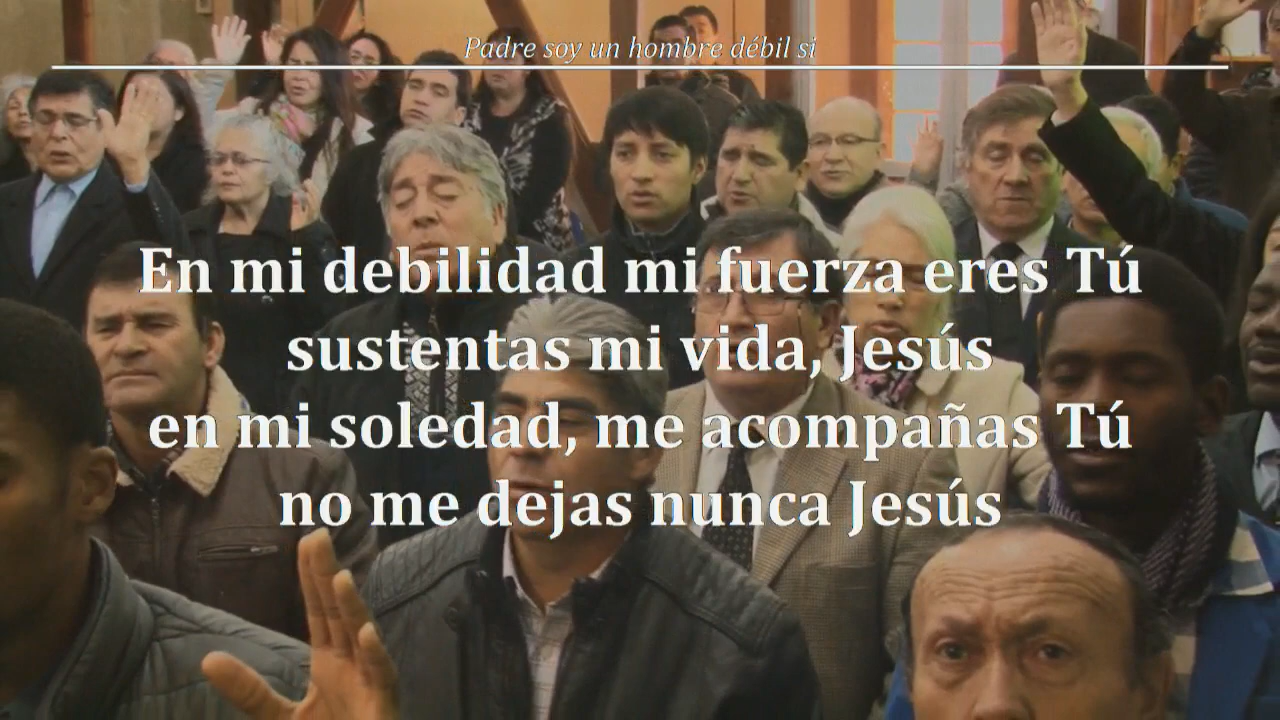 Padre soy un hombre débil si
En mi debilidad mi fuerza eres Tú
sustentas mi vida, Jesús
en mi soledad, me acompañas Tú
no me dejas nunca Jesús